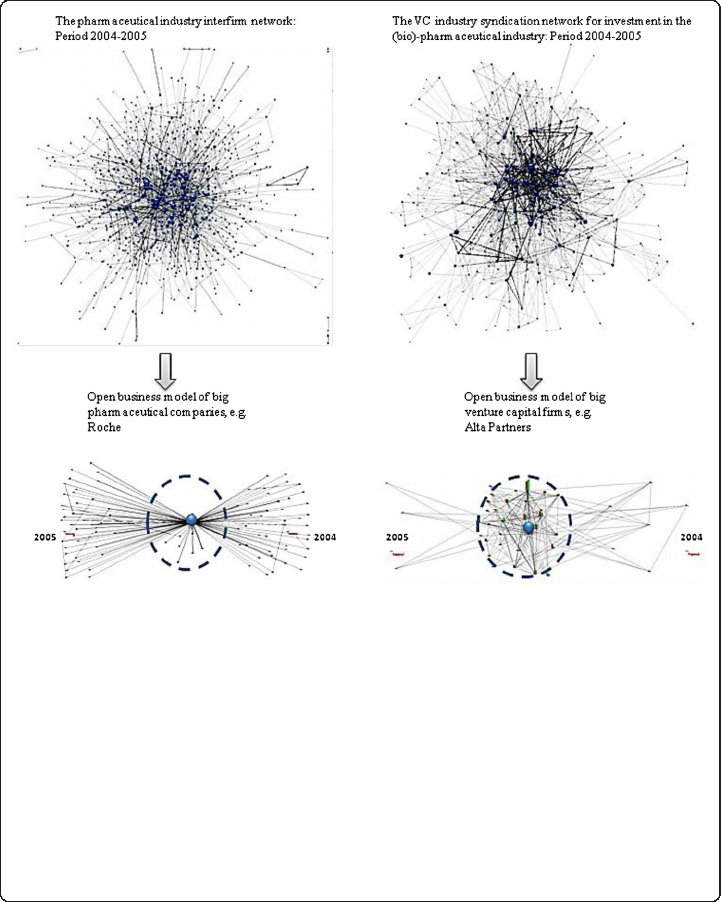 The pharmaceutical industry interfirm network:
Period 2004-2005
The VC industry syndication network for investment in the
(bio)-pharmaceutical industry: Period 2004-2005
Open business model of big
pharmaceutical companies, e.g.
Roche
Open business model of big
venture capital firms, e.g.
Alta Partners
2005
2004
2005
2004